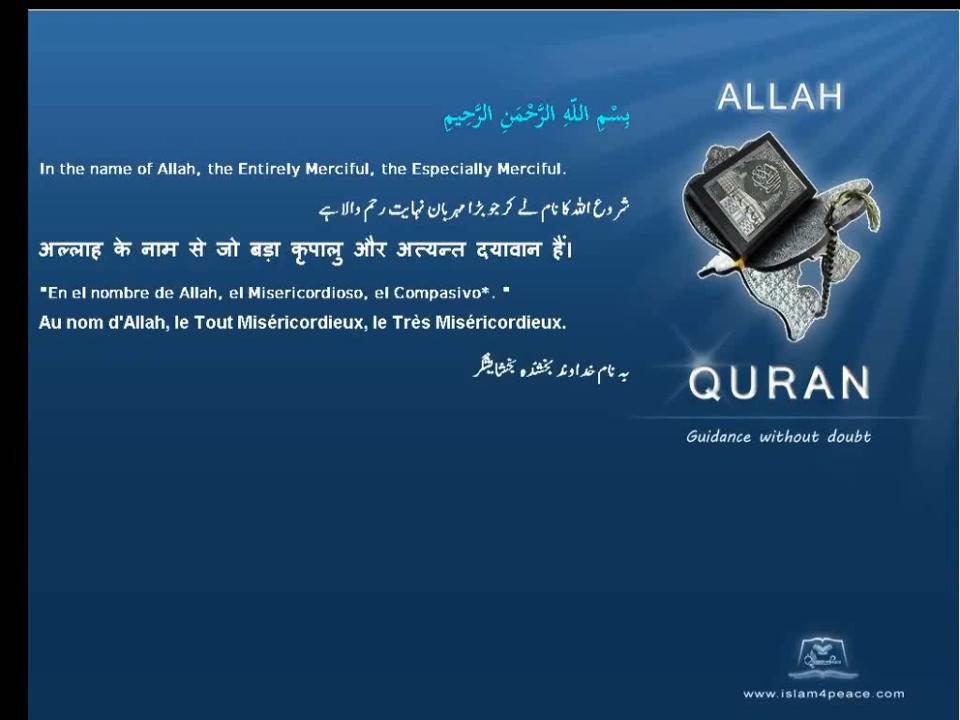 بِسْمِ اللّهِ الرَّحْمَنِ الرَّحِيمِ
In the name of Allah, the Entirely Merciful, the Especially Merciful.
شروع الله کا نام لے کر جو بڑا مہربان نہایت رحم والا ہے
अल्लाह के नाम से जो बड़ा कृपालु और अत्यन्त दयावान हैं।
"En el nombre de Allah, el Misericordioso, el Compasivo*. "
Au nom d'Allah, le Tout Miséricordieux, le Très Miséricordieux.
به نام خداوند بخشنده بخشایشگر
ALLAH
QURAN
Guidance without doubt
www.islam4peace.com